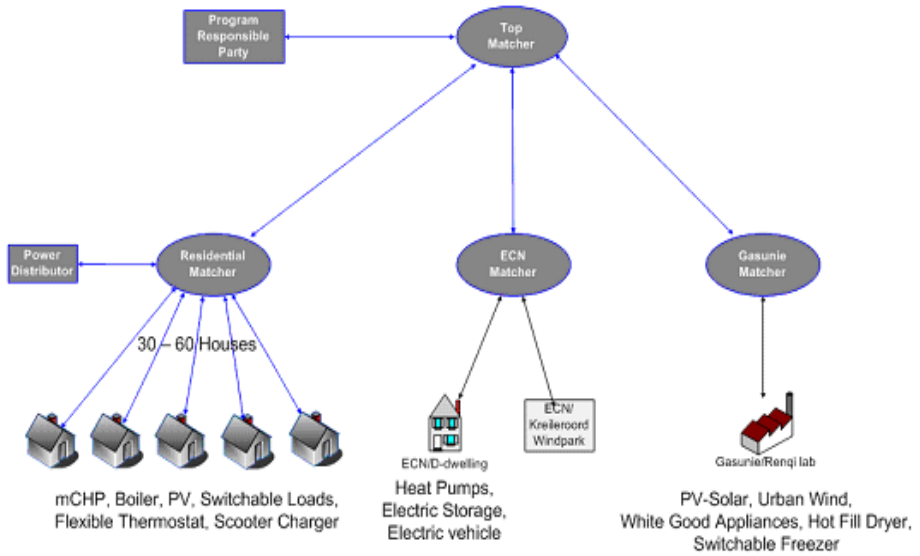 Program
Responsible
Party
Top
Matcher
Power
Distributor
Residential
Matcher
ECN
Matcher
Gasunie
Matcher
30 – 60 Houses
ECN/
Kreileroord
Windpark
ECN/D-dwelling
Gasunie/Renqi lab
mCHP, Boiler, PV, Switchable Loads,
Flexible Thermostat, Scooter Charger
Heat Pumps,
Electric Storage,
Electric vehicle
PV-Solar, Urban Wind,
White Good Appliances, Hot Fill Dryer,
Switchable Freezer